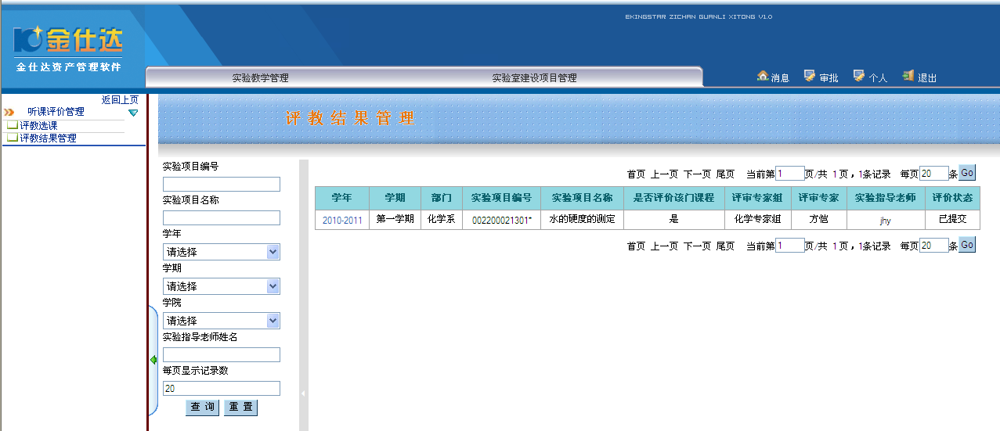 EKINGSTAR ZICHAN GUANLI XITONG V1.0
金仕达
金仕达资产管理软件
实验教学管理 实验室建设项目管理 消息 审批 个人 退出
返回上页
听课评价管理
评教选课
评教结果管理
评教结果管理
实验项目编号
实验项目名称
学年
请选择
学期
请选择
学院
请选择
实验指导老师姓名
每页显示记录数
20
查 询 重 置
首页 上一页 下一页 尾页 当前第1页/共 1 页，1条记录 每页20条Go
学年 学期 部门 实验项目编号 实验项目名称 是否评价该门课程 评审专家组 评审专家 实验指导老师 评价状态
2010-2011 第一学期 化学系 002200021301* 水的硬度的测定 是 化学专家组 方恺 jhy 已提交
首页 上一页 下一页 尾页 当前第1页/共 1 页，1条记录 每页20条Go